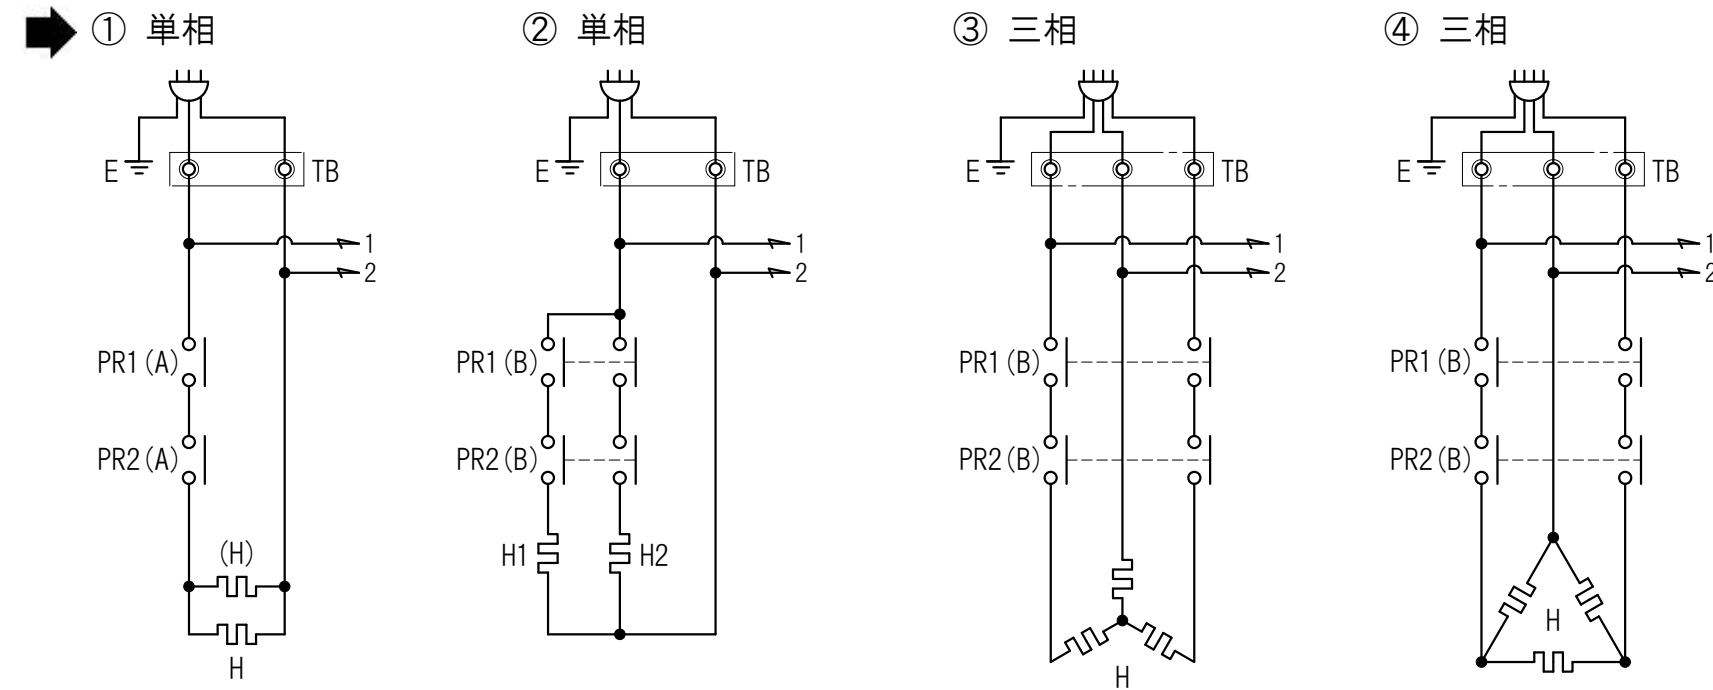 ① 単相
E
TB
1
2
PR1(A)
PR2(A)
(H)
H
② 単相
E
TB
1
2
PR1(B)
PR2(B)
H1
H2
③ 三相
E
TB
1
2
PR1(B)
PR2(B)
H
④ 三相
E
TB
1
2
PR1(B)
PR2(B)
H